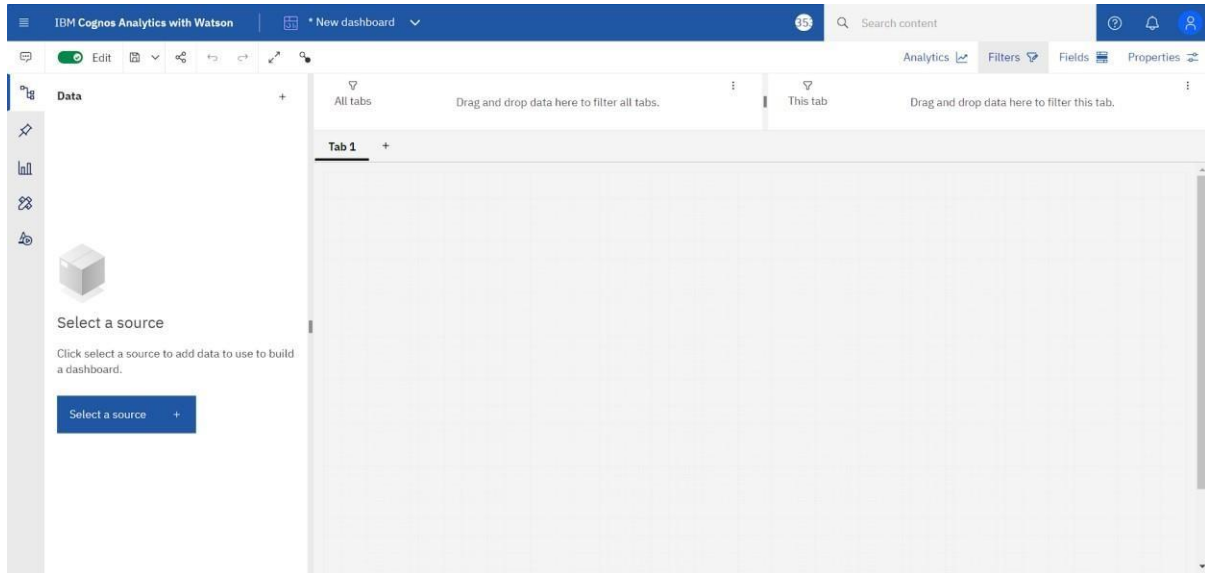 IBM Cognos Analytics with Watson
* New dashboard
Search content
Edit
Analytics
Filters
Fields
Properties
Data
All tabs
Drag and drop data here to filter all tabs.
This tab
Drag and drop data here to filter this tab.
Tab 1
Select a source
Click select a source to add data to use to build
a dashboard.
Select a source